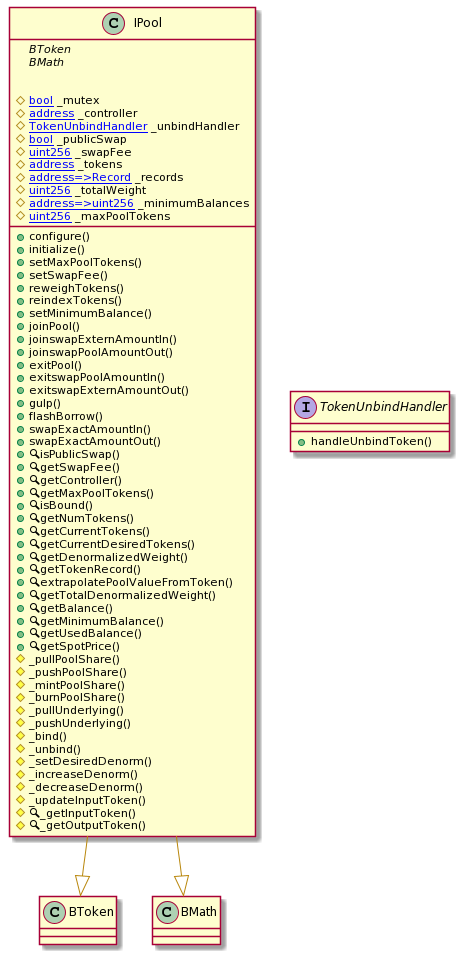 C IPool
BToken
BMath
bool _mutex
address _controller
TokenUnbindHandler _unbindHandler
bool _publicSwap
uint256 _swapFee
address _tokens
address=>Record _records
uint256 _totalWeight
address=>uint256 _minimumBalances
uint256 _maxPoolTokens
configure()
initialize()
setMaxPoolTokens()
setSwapFee()
reweighTokens()
reindexTokens()
setMinimumBalance()
joinPool()
joinswapExternAmountIn()
joinswapPoolAmountOut()
exitPool()
exitswapPoolAmountIn()
exitswapExternAmountOut()
gulp()
flashBorrow()
swapExactAmountIn()
swapExactAmountOut()
isPublicSwap()
getSwapFee()
getController()
getMaxPoolTokens()
isBound()
getNumTokens()
getCurrentTokens()
getCurrentDesiredTokens()
getDenormalizedWeight()
getTokenRecord()
extrapolatePoolValueFromToken()
getTotalDenormalizedWeight()
getBalance()
getMinimumBalance()
getUsedBalance()
getSpotPrice()
_pullPoolShare()
_pushPoolShare()
_mintPoolShare()
_burnPoolShare()
_pullUnderlying()
_pushUnderlying()
_bind()
_unbind()
_setDesiredDenorm()
_increaseDenorm()
_decreaseDenorm()
_updateInputToken()
_getInputToken()
_getOutputToken()
I TokenUnbindHandler
handleUnbindToken()
C BToken
C BMath